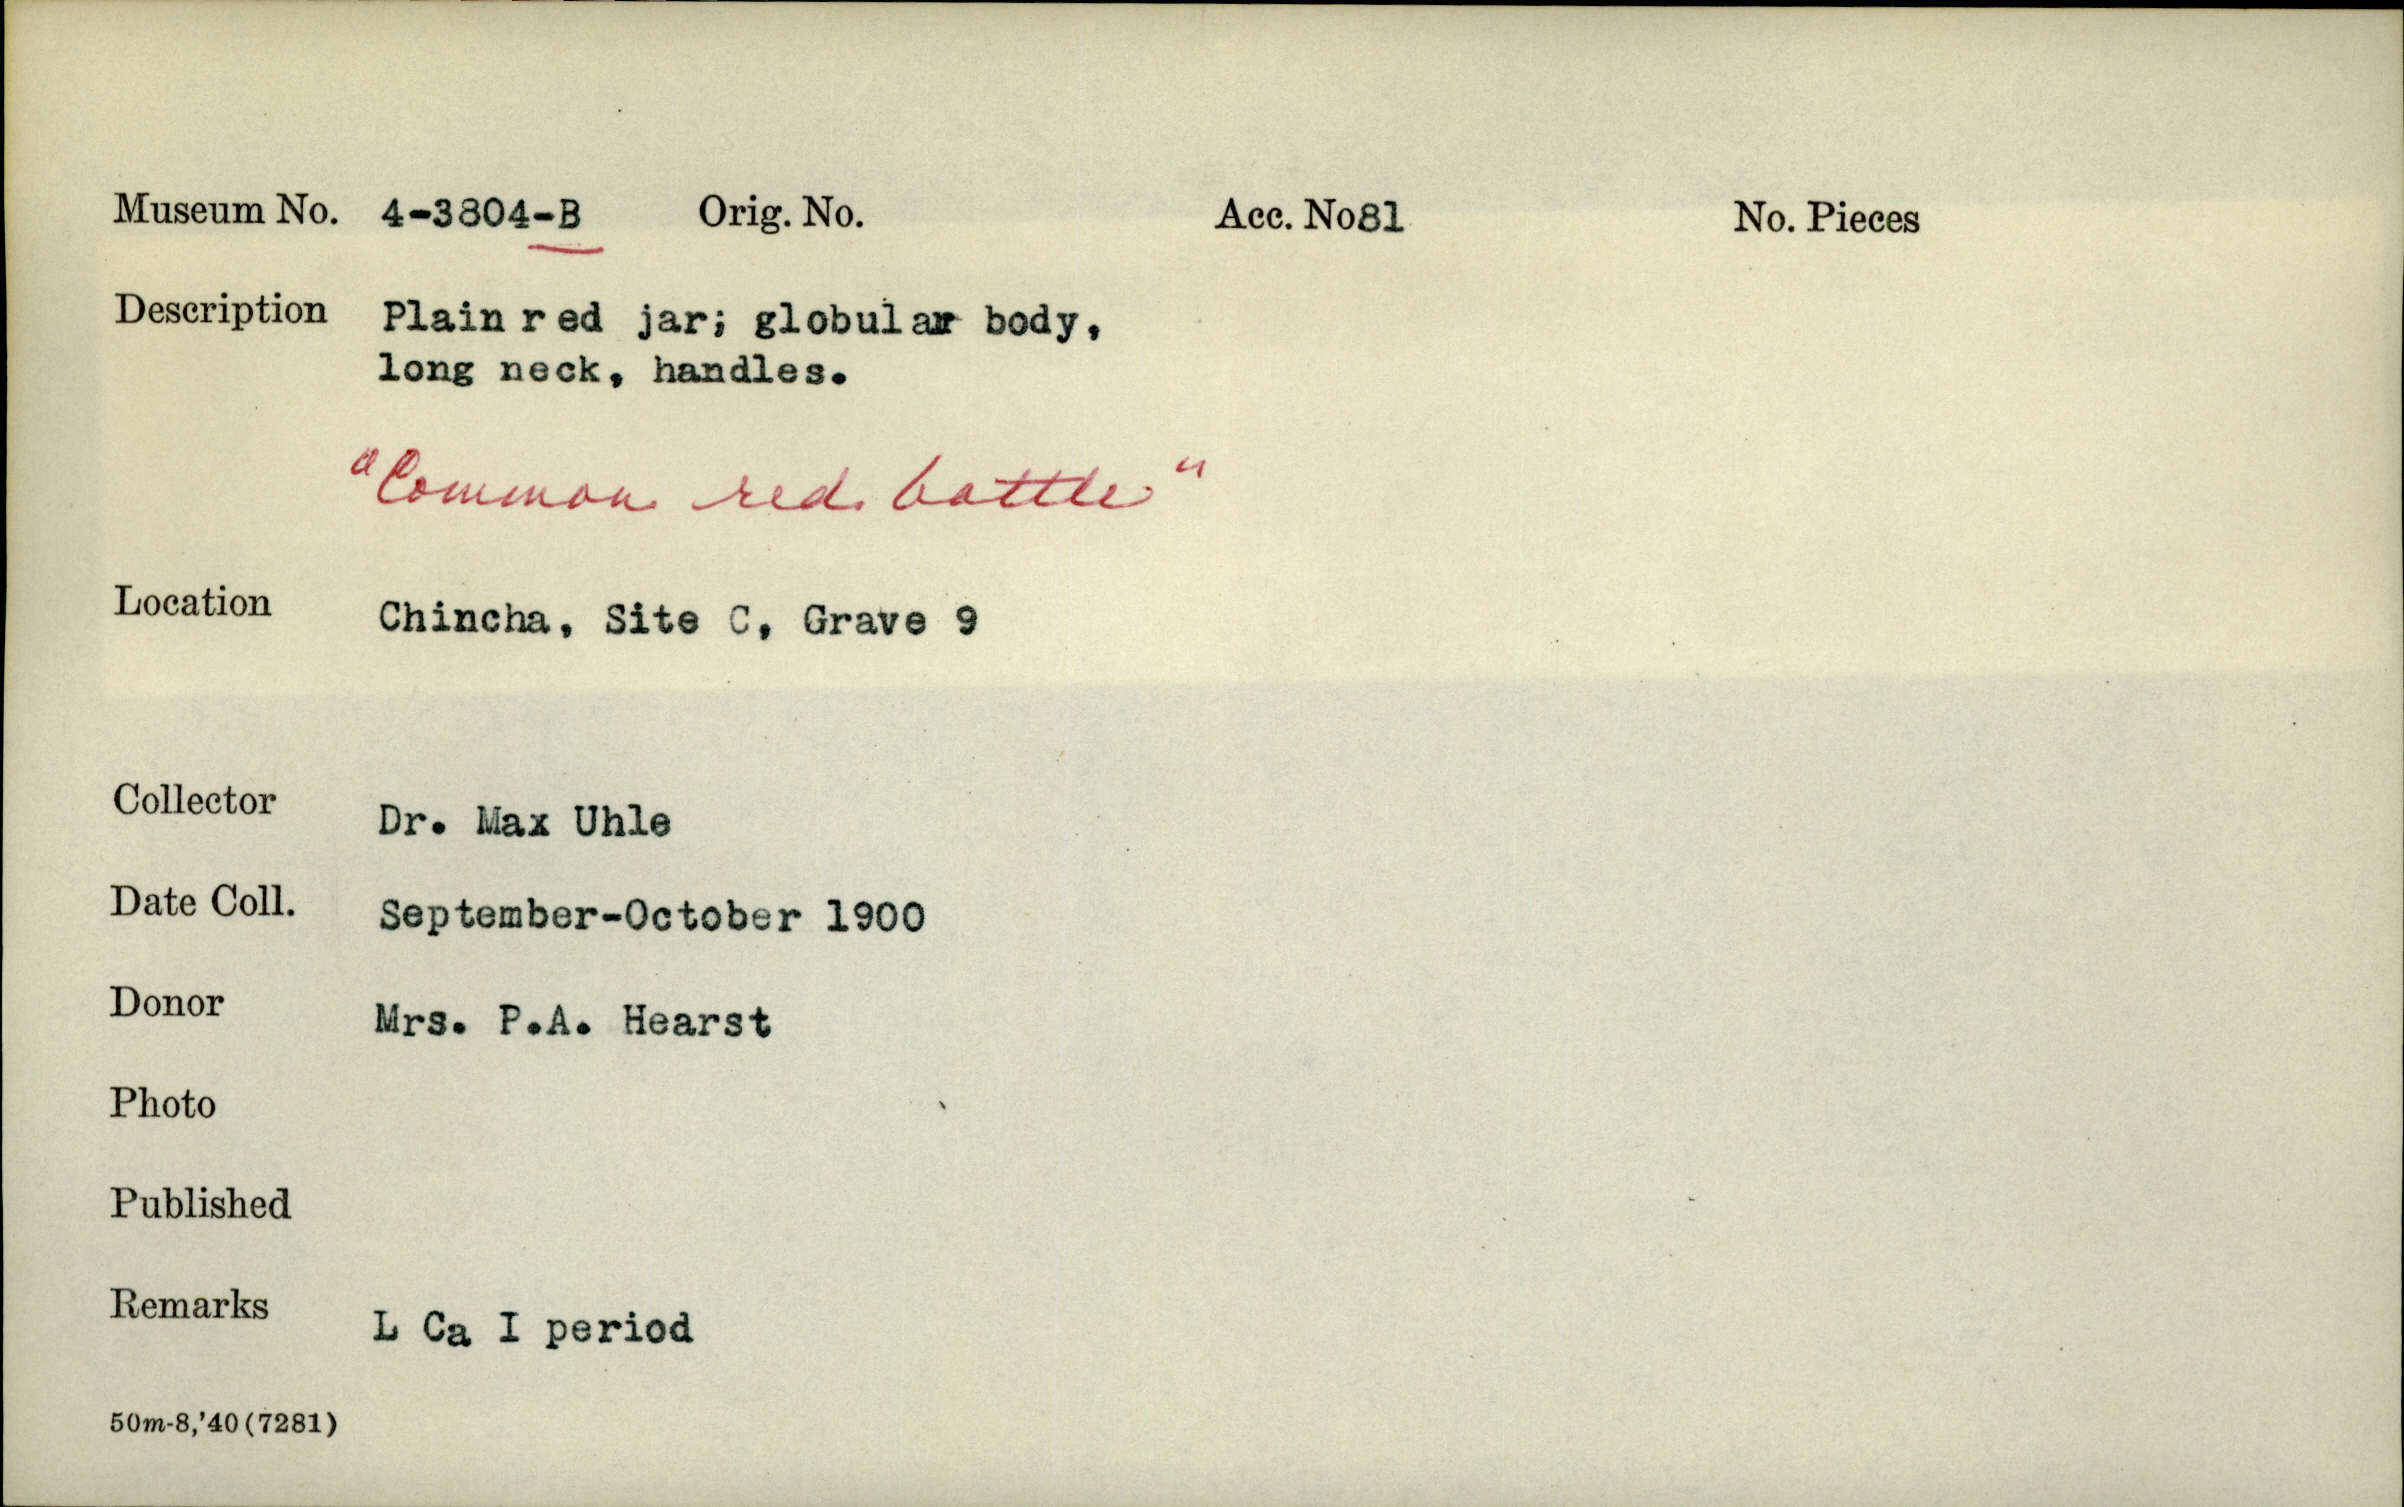 Museum No. 4-3804-B Orig. No. Acc. No81 No. Pieces
Description Plain red jar; globular body,
long neck, handles.
"Common red bottle"
Location Chincha, Site C, Grave 9
Collector Dr. Max Uhle
Date Coll. September-October 1900
Donor Mrs. P.A. Hearst
Photo
Published
Remarks L Ca I period
50m-8,'40(7281)